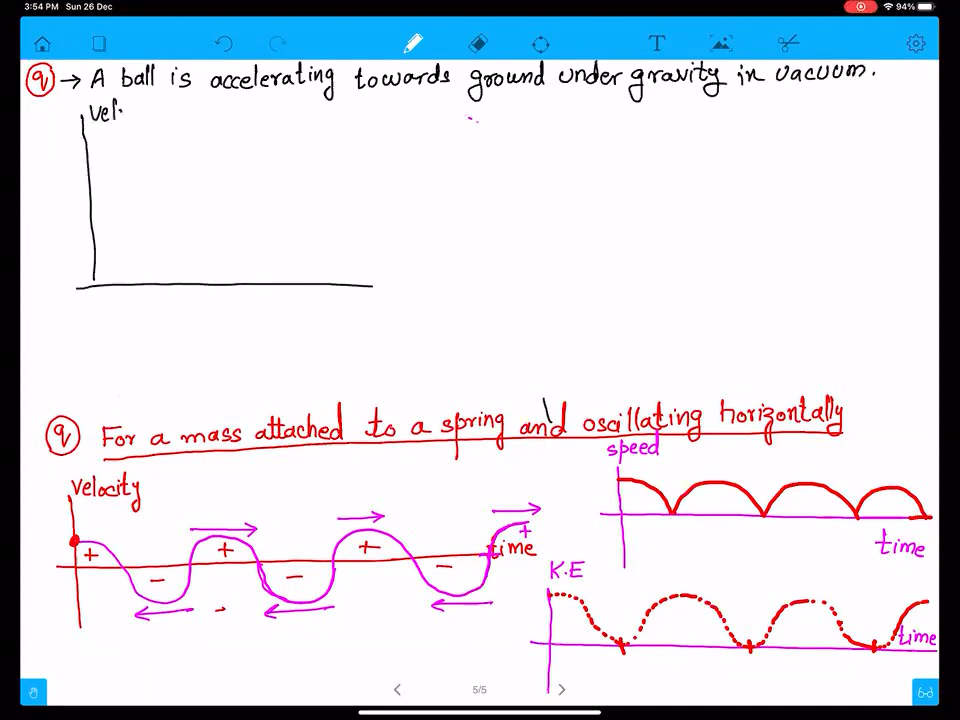 3:54 PM Sun 26 Dec
94%
T
q → A ball is accelerating towards ground under gravity in vacuum.
Vel.
q For a mass attached to a spring and oscillating horizontally
speed
velocity
+ - + - + - +
time
time
K.E
time
5/5